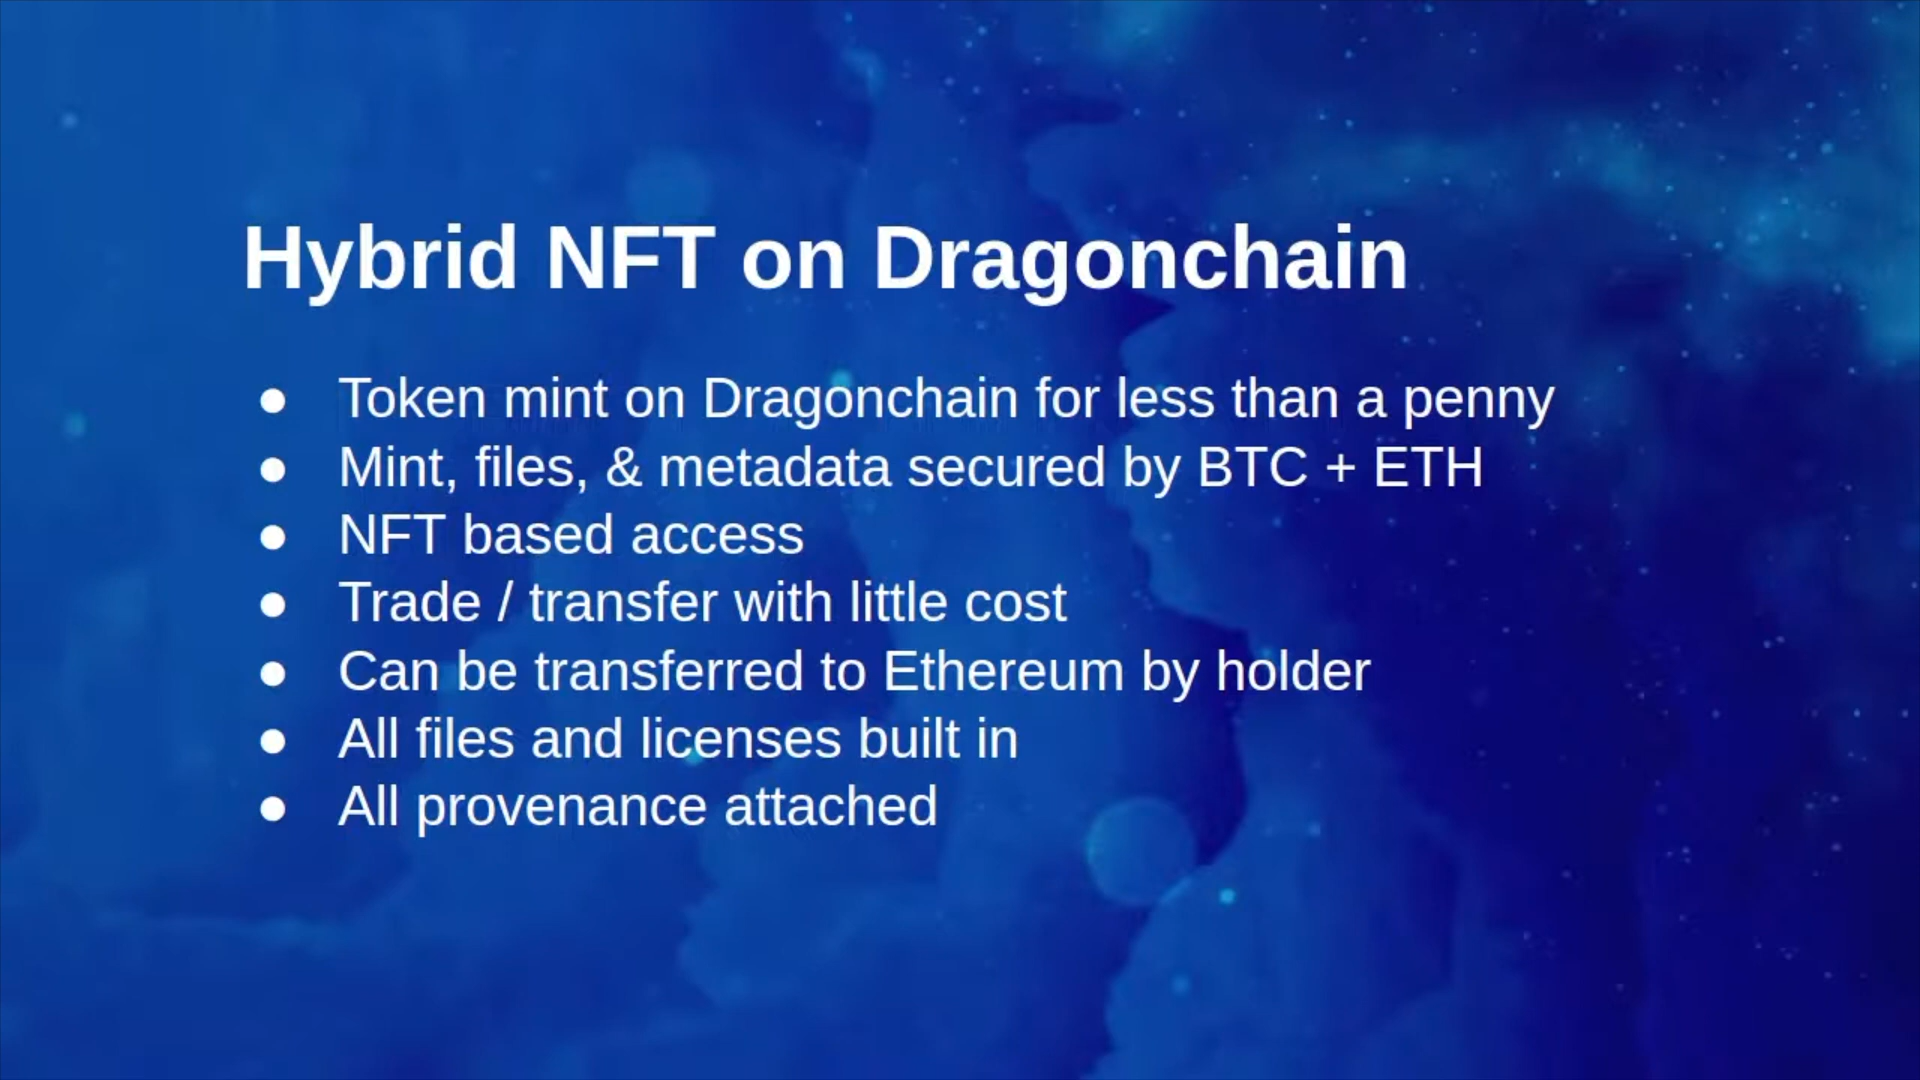 Hybrid NFT on Dragonchain
● Token mint on Dragonchain for less than a penny
● Mint, files, & metadata secured by BTC + ETH
● NFT based access
● Trade / transfer with little cost
● Can be transferred to Ethereum by holder
● All files and licenses built in
● All provenance attached